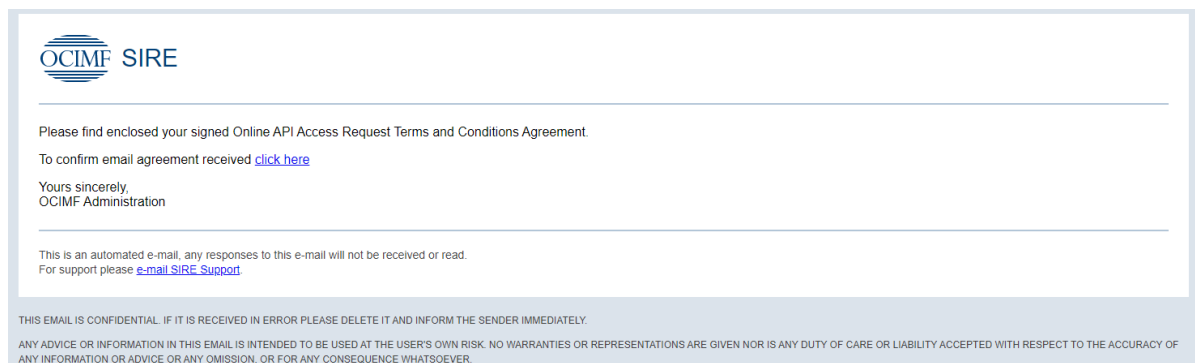 OCIMF SIRE
Please find enclosed your signed Online API Access Request Terms and Conditions Agreement.
To confirm email agreement received click here
Yours sincerely,
OCIMF Administration
This is an automated e-mail, any responses to this e-mail will not be received or read.
For support please e-mail SIRE Support.
THIS EMAIL IS CONFIDENTIAL. IF IT IS RECEIVED IN ERROR PLEASE DELETE IT AND INFORM THE SENDER IMMEDIATELY.
ANY ADVICE OR INFORMATION IN THIS EMAIL IS INTENDED TO BE USED AT THE USER'S OWN RISK. NO WARRANTIES OR REPRESENTATIONS ARE GIVEN NOR IS ANY DUTY OF CARE OR LIABILITY ACCEPTED WITH RESPECT TO THE ACCURACY OF
ANY INFORMATION OR ADVICE OR ANY OMISSION, OR FOR ANY CONSEQUENCE WHATSOEVER.